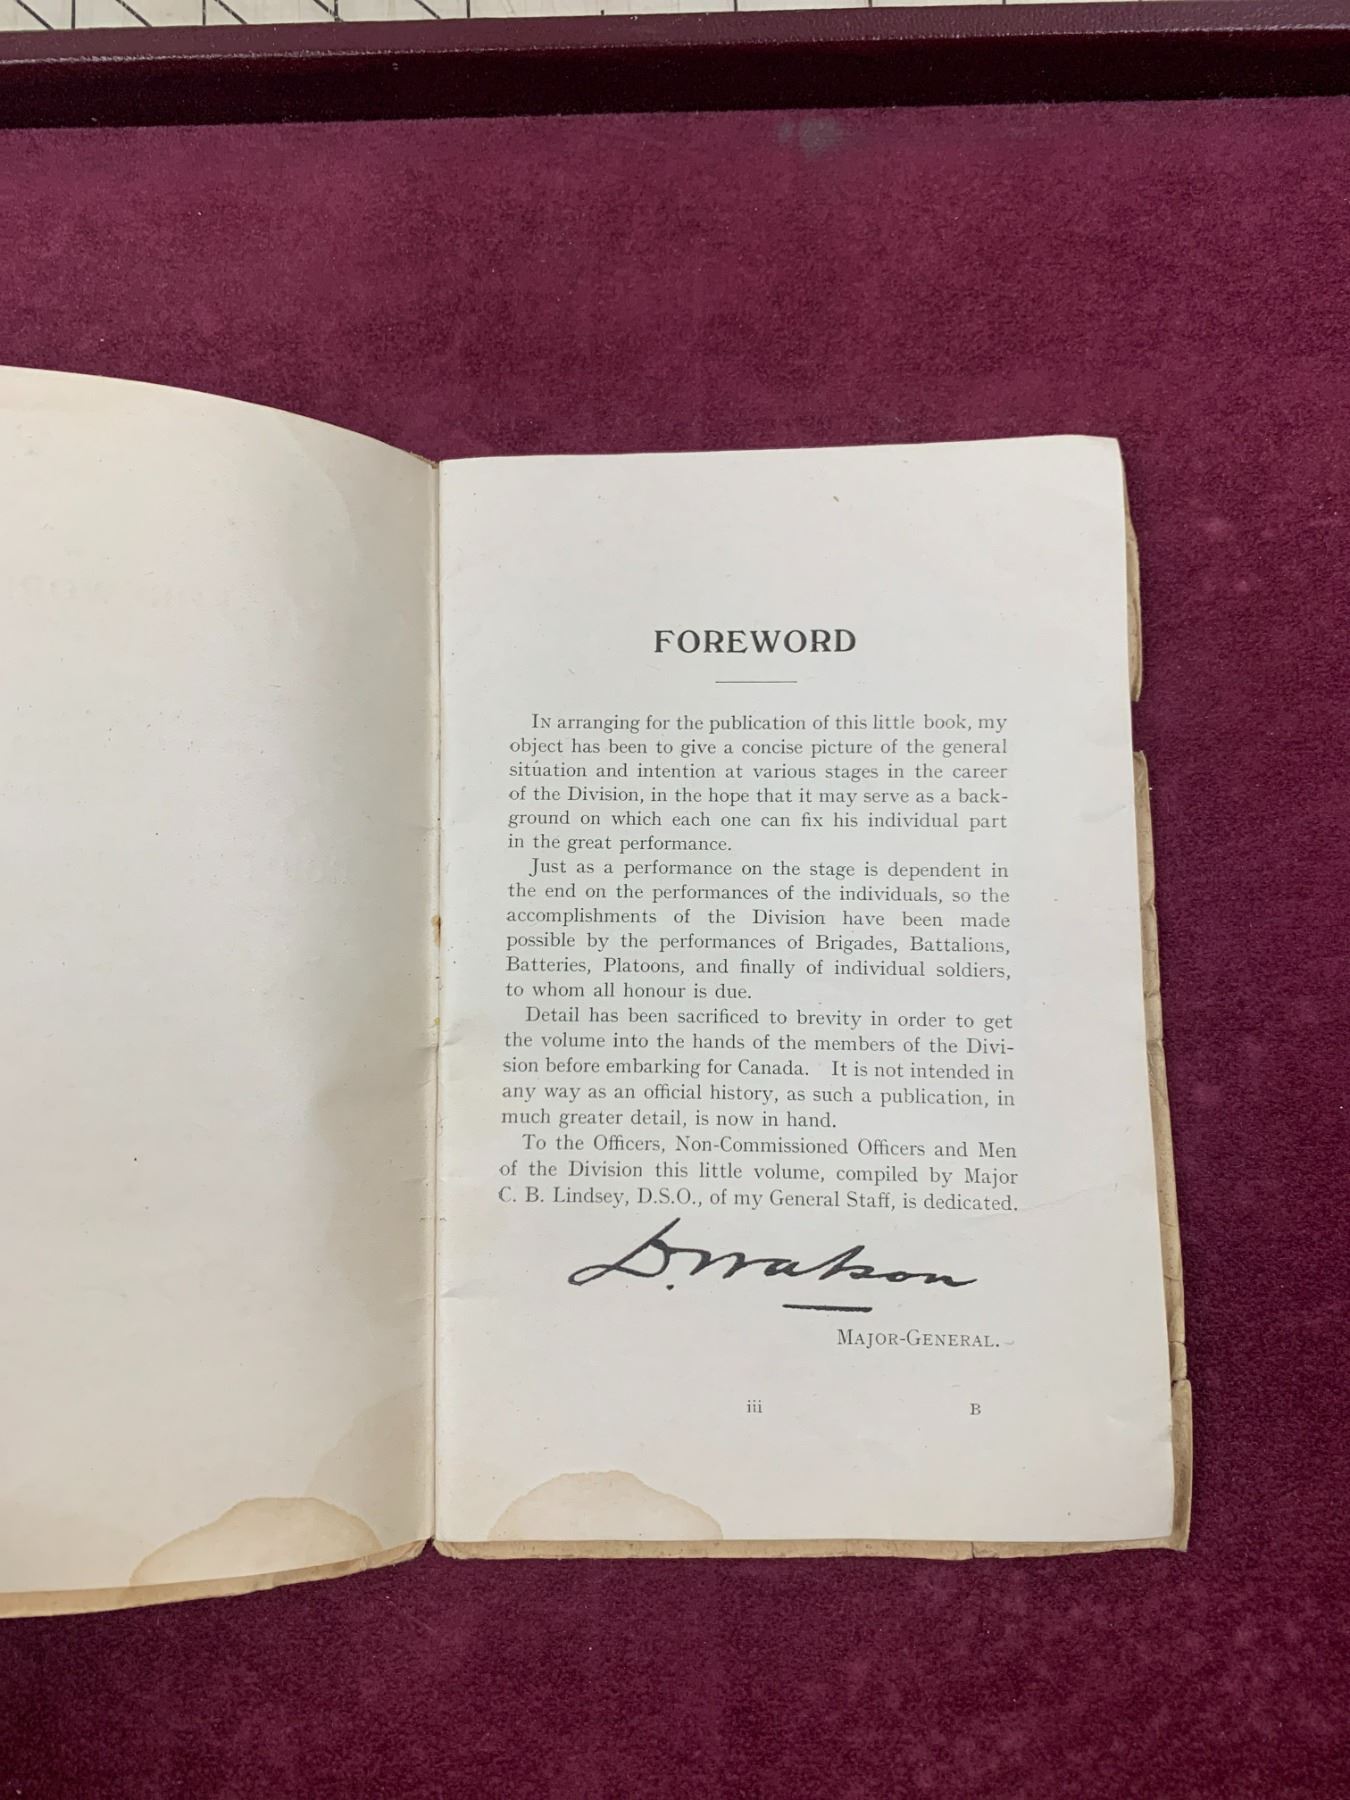 FOREWORD
IN arranging for the publication of this little book, my
object has been to give a concise picture of the general
situation and intention at various stages in the career
of the Division, in the hope that it may serve as a back-
ground on which each one can fix his individual part
in the great performance.
Just as a performance on the stage is dependent in
the end on the performances of the individuals, so the
accomplishments of the Division have been made
possible by the performances of Brigades, Battalions,
Batteries, Platoons, and finally of individual soldiers,
to whom all honour is due.
Detail has been sacrificed to brevity in order to get
the volume into the hands of the members of the Divi-
sion before embarking for Canada. It is not intended in
any way as an official history, as such a publication, in
much greater detail, is now in hand.
To the Officers, Non-Commissioned Officers and Men
of the Division this little volume, compiled by Major
C. B. Lindsey, D.S.O., of my General Staff, is dedicated.
D. Watson
MAJOR-GENERAL.
iii B